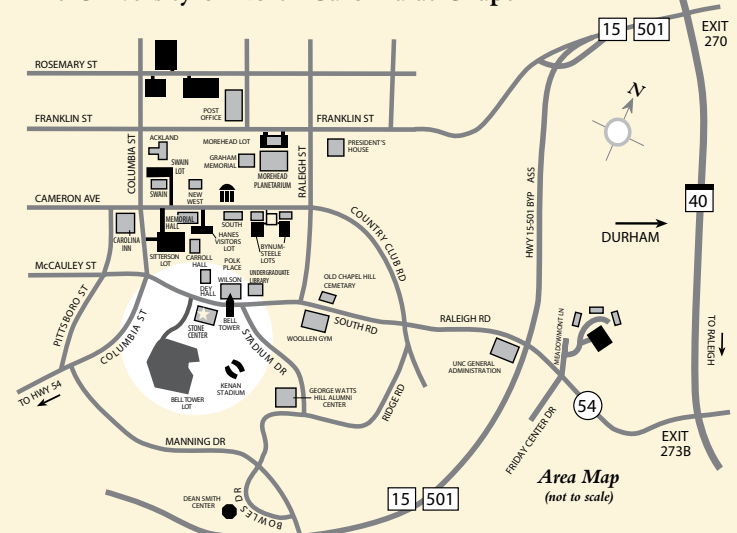 15 501
EXIT
270
ROSEMARY ST
N
POST
OFFICE
FRANKLIN ST
FRANKLIN ST
COLUMBIA ST
ACKLAND
MOREHEAD LOT
RALEIGH ST
PRESIDENT'S
HOUSE
SWAIN
LOT
GRAHAM
MEMORIAL
MOREHEAD
PLANETARIUM
HWY 15-501 BYP ASS
SWAIN
NEW
WEST
CAMERON AVE
40
COUNTRY CLUB RD
CAROLINA
INN
MEMORIAL
HALL
SOUTH
DURHAM
HANES
VISITORS
LOT
SITTERSON
LOT
CARROLL
HALL
BYNUM-
STEELE
LOTS
POLK
PLACE
McCAULEY ST
UNDERGRADUATE
LIBRARY
WILSON
DEY
HALL
OLD CHAPEL HILL
CEMETARY
PITTSBORO ST
COLUMBIA ST
STONE
CENTER
BELL
TOWER
STADIUM DR
SOUTH RD
WOOLLEN GYM
RALEIGH RD
MEADOWMONT LN
TO RALEIGH
UNC GENERAL
ADMINISTRATION
KENAN
STADIUM
BELL TOWER
LOT
GEORGE WATTS
HILL ALUMNI
CENTER
RIDGE RD
TO HWY 54
54
FRIDAY CENTER DR
EXIT
273B
MANNING DR
Area Map
(not to scale)
DEAN SMITH
CENTER
BOWLES DR
15 501